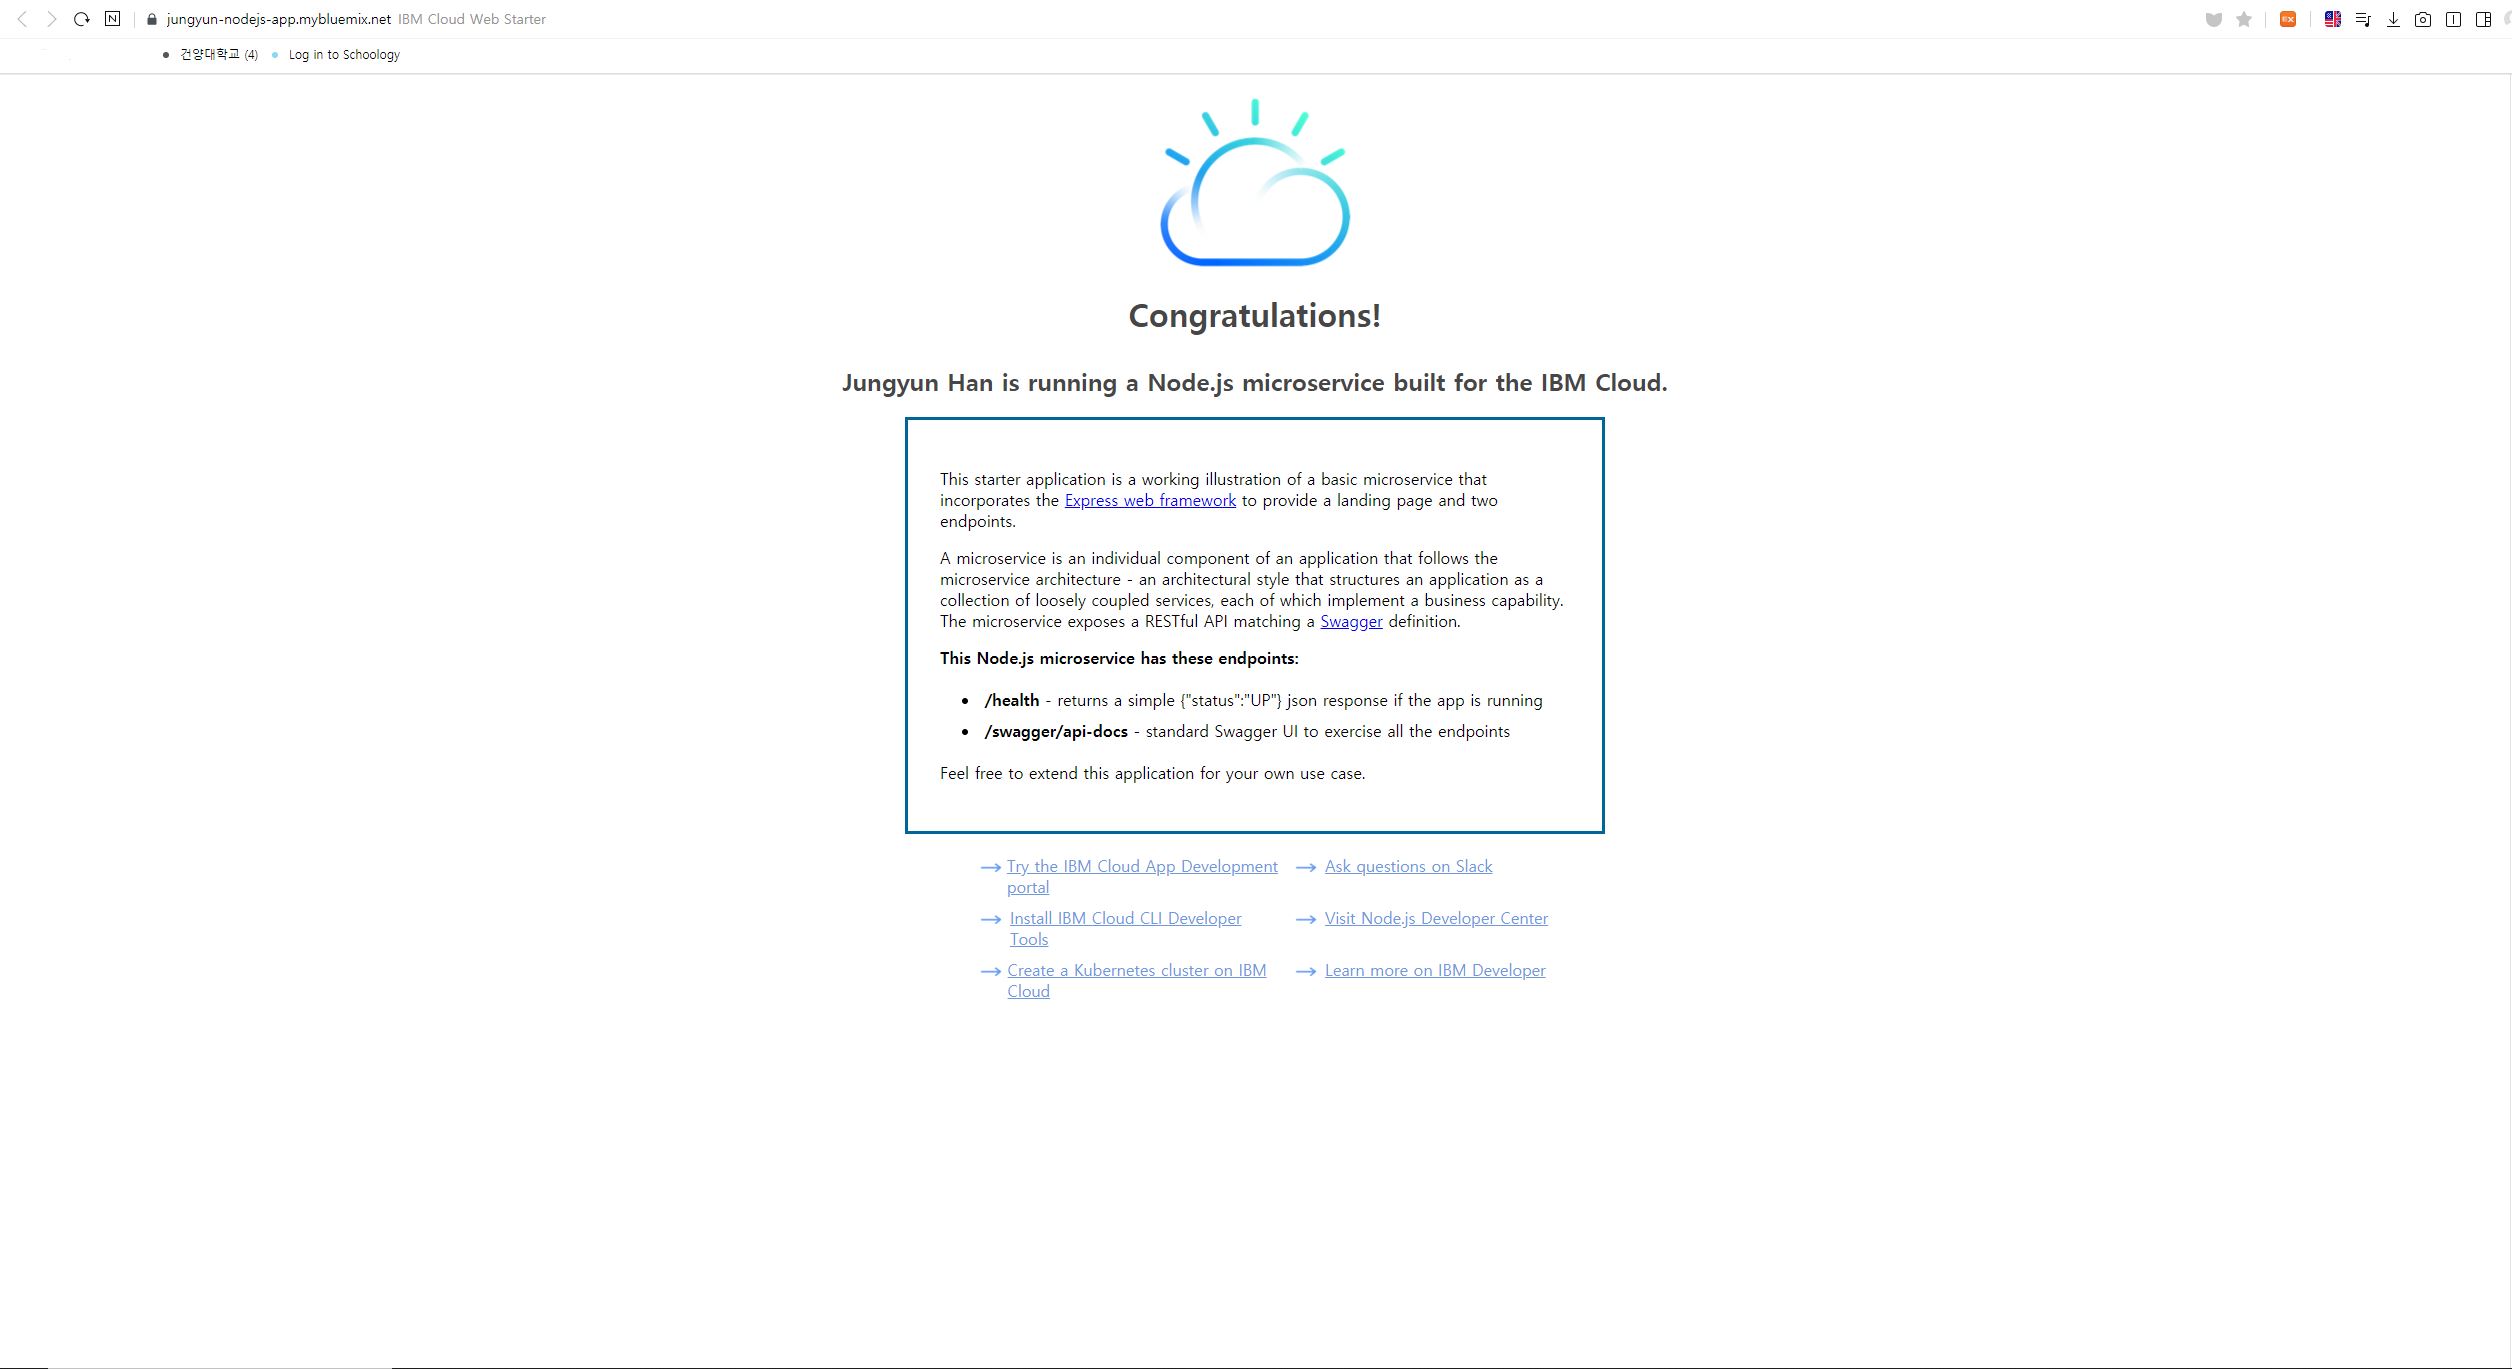 jungyun-nodejs-app.mybluemix.net IBM Cloud Web Starter
건양대학교 (4) Log in to Schoology
Congratulations!
Jungyun Han is running a Node.js microservice built for the IBM Cloud.
This starter application is a working illustration of a basic microservice that
incorporates the Express web framework to provide a landing page and two
endpoints.
A microservice is an individual component of an application that follows the
microservice architecture - an architectural style that structures an application as a
collection of loosely coupled services, each of which implement a business capability.
The microservice exposes a RESTful API matching a Swagger definition.
This Node.js microservice has these endpoints:
• /health - returns a simple {"status":"UP"} json response if the app is running
• /swagger/api-docs - standard Swagger UI to exercise all the endpoints
Feel free to extend this application for your own use case.
Try the IBM Cloud App Development
portal
Ask questions on Slack
Install IBM Cloud CLI Developer
Tools
Visit Node.js Developer Center
Create a Kubernetes cluster on IBM
Cloud
Learn more on IBM Developer